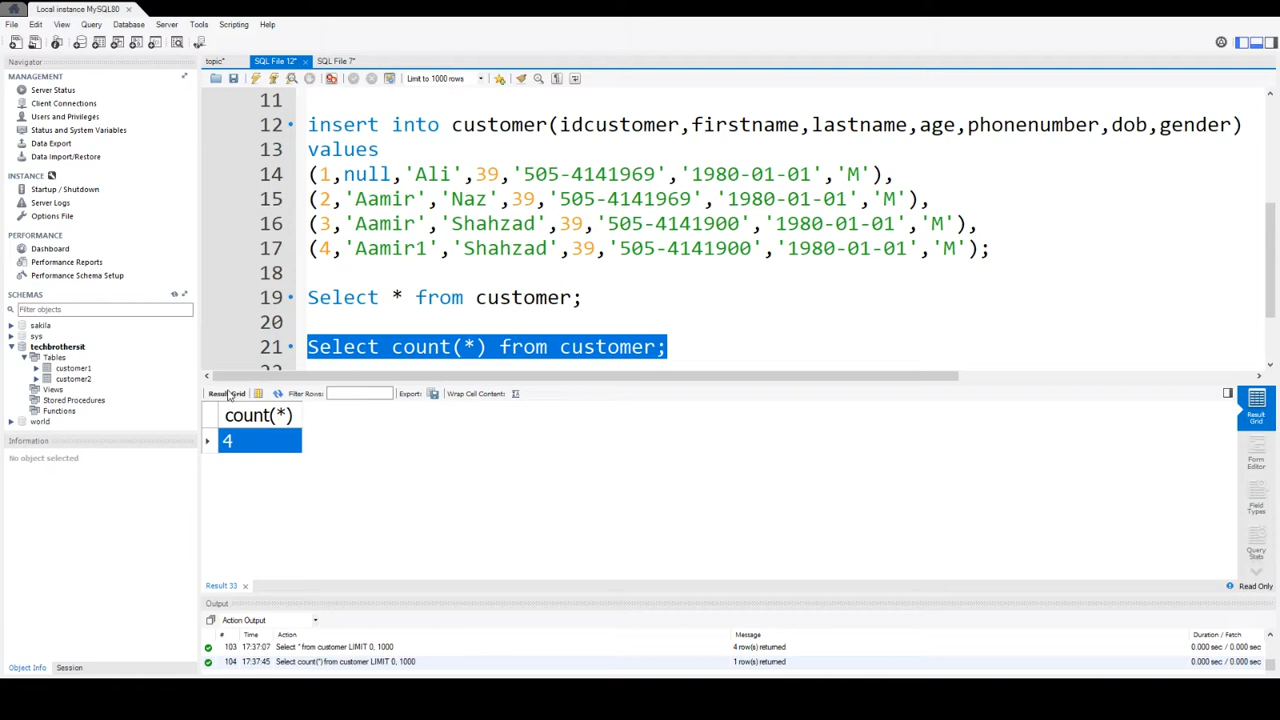 Local instance MySQL80 ×
File Edit View Query Database Server Tools Scripting Help
Navigator
MANAGEMENT
Server Status
Client Connections
Users and Privileges
Status and System Variables
Data Export
Data Import/Restore
INSTANCE
Startup / Shutdown
Server Logs
Options File
PERFORMANCE
Dashboard
Performance Reports
Performance Schema Setup
SCHEMAS
Filter objects
sakila
sys
techbrothersit
Tables
customer1
customer2
Views
Stored Procedures
Functions
world
Information
No object selected
Object Info Session
topic* SQL File 12* × SQL File 7*
Limit to 1000 rows
11
12 insert into customer(idcustomer,firstname,lastname,age,phonenumber,dob,gender)
13 values
14 (1,null,'Ali',39,'505-4141969','1980-01-01','M'),
15 (2,'Aamir','Naz',39,'505-4141969','1980-01-01','M'),
16 (3,'Aamir','Shahzad',39,'505-4141900','1980-01-01','M'),
17 (4,'Aamir1','Shahzad',39,'505-4141900','1980-01-01','M');
18
19 Select * from customer;
20
21 Select count(*) from customer;
Result Grid Filter Rows: Export: Wrap Cell Contents:
count(*)
4
Result Grid
Form Editor
Field Types
Query Stats
Result 33 × Read Only
Output
Action Output
# Time Action Message Duration / Fetch
103 17:37:07 Select * from customer LIMIT 0, 1000 4 row(s) returned 0.000 sec / 0.000 sec
104 17:37:45 Select count(*) from customer LIMIT 0, 1000 1 row(s) returned 0.000 sec / 0.000 sec